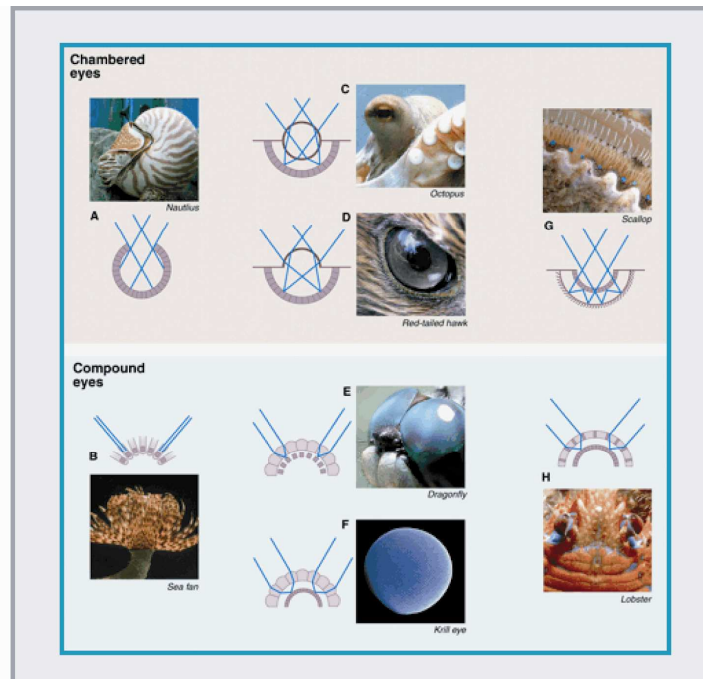 Chambered
eyes
C
Nautilus
Octopus
A
D
Scallop
G
Red-tailed hawk
Compound
eyes
E
B
Dragonfly
H
F
Sea fan
Krill eye
Lobster